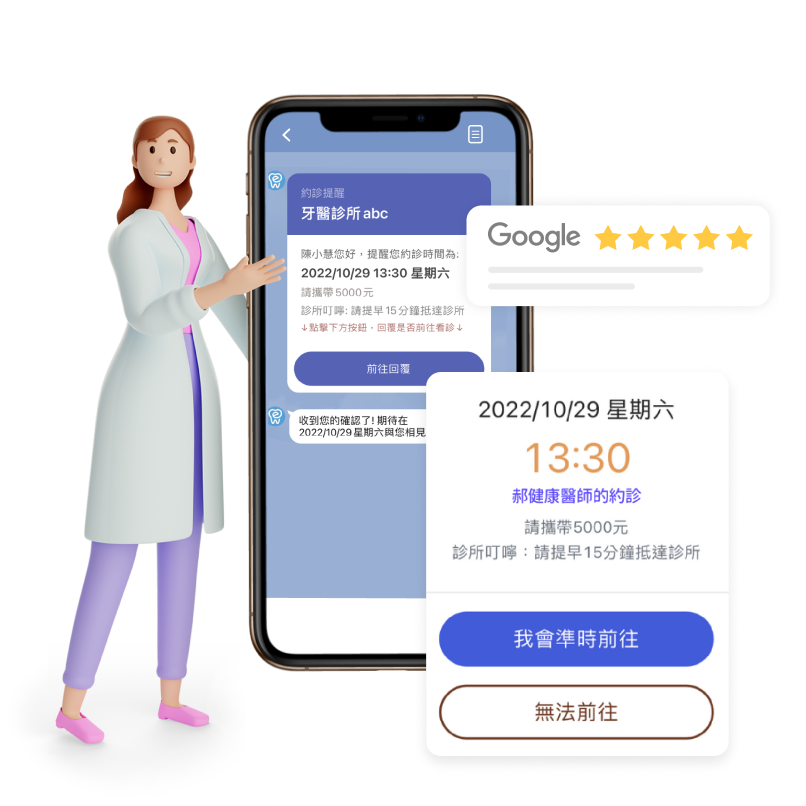 約診提醒
牙醫診所abc
陳小慧您好，提醒您約診時間為:
2022/10/29 13:30 星期六
請攜帶5000元
診所叮嚀: 請提早15分鐘抵達診所
↓點擊下方按鈕，回覆是否前往看診↓
前往回覆
收到您的確認了! 期待在
2022/10/29 星期六與您相見
Google
2022/10/29 星期六
13:30
郝健康醫師的約診
請攜帶5000元
診所叮嚀：請提早15分鐘抵達診所
我會準時前往
無法前往